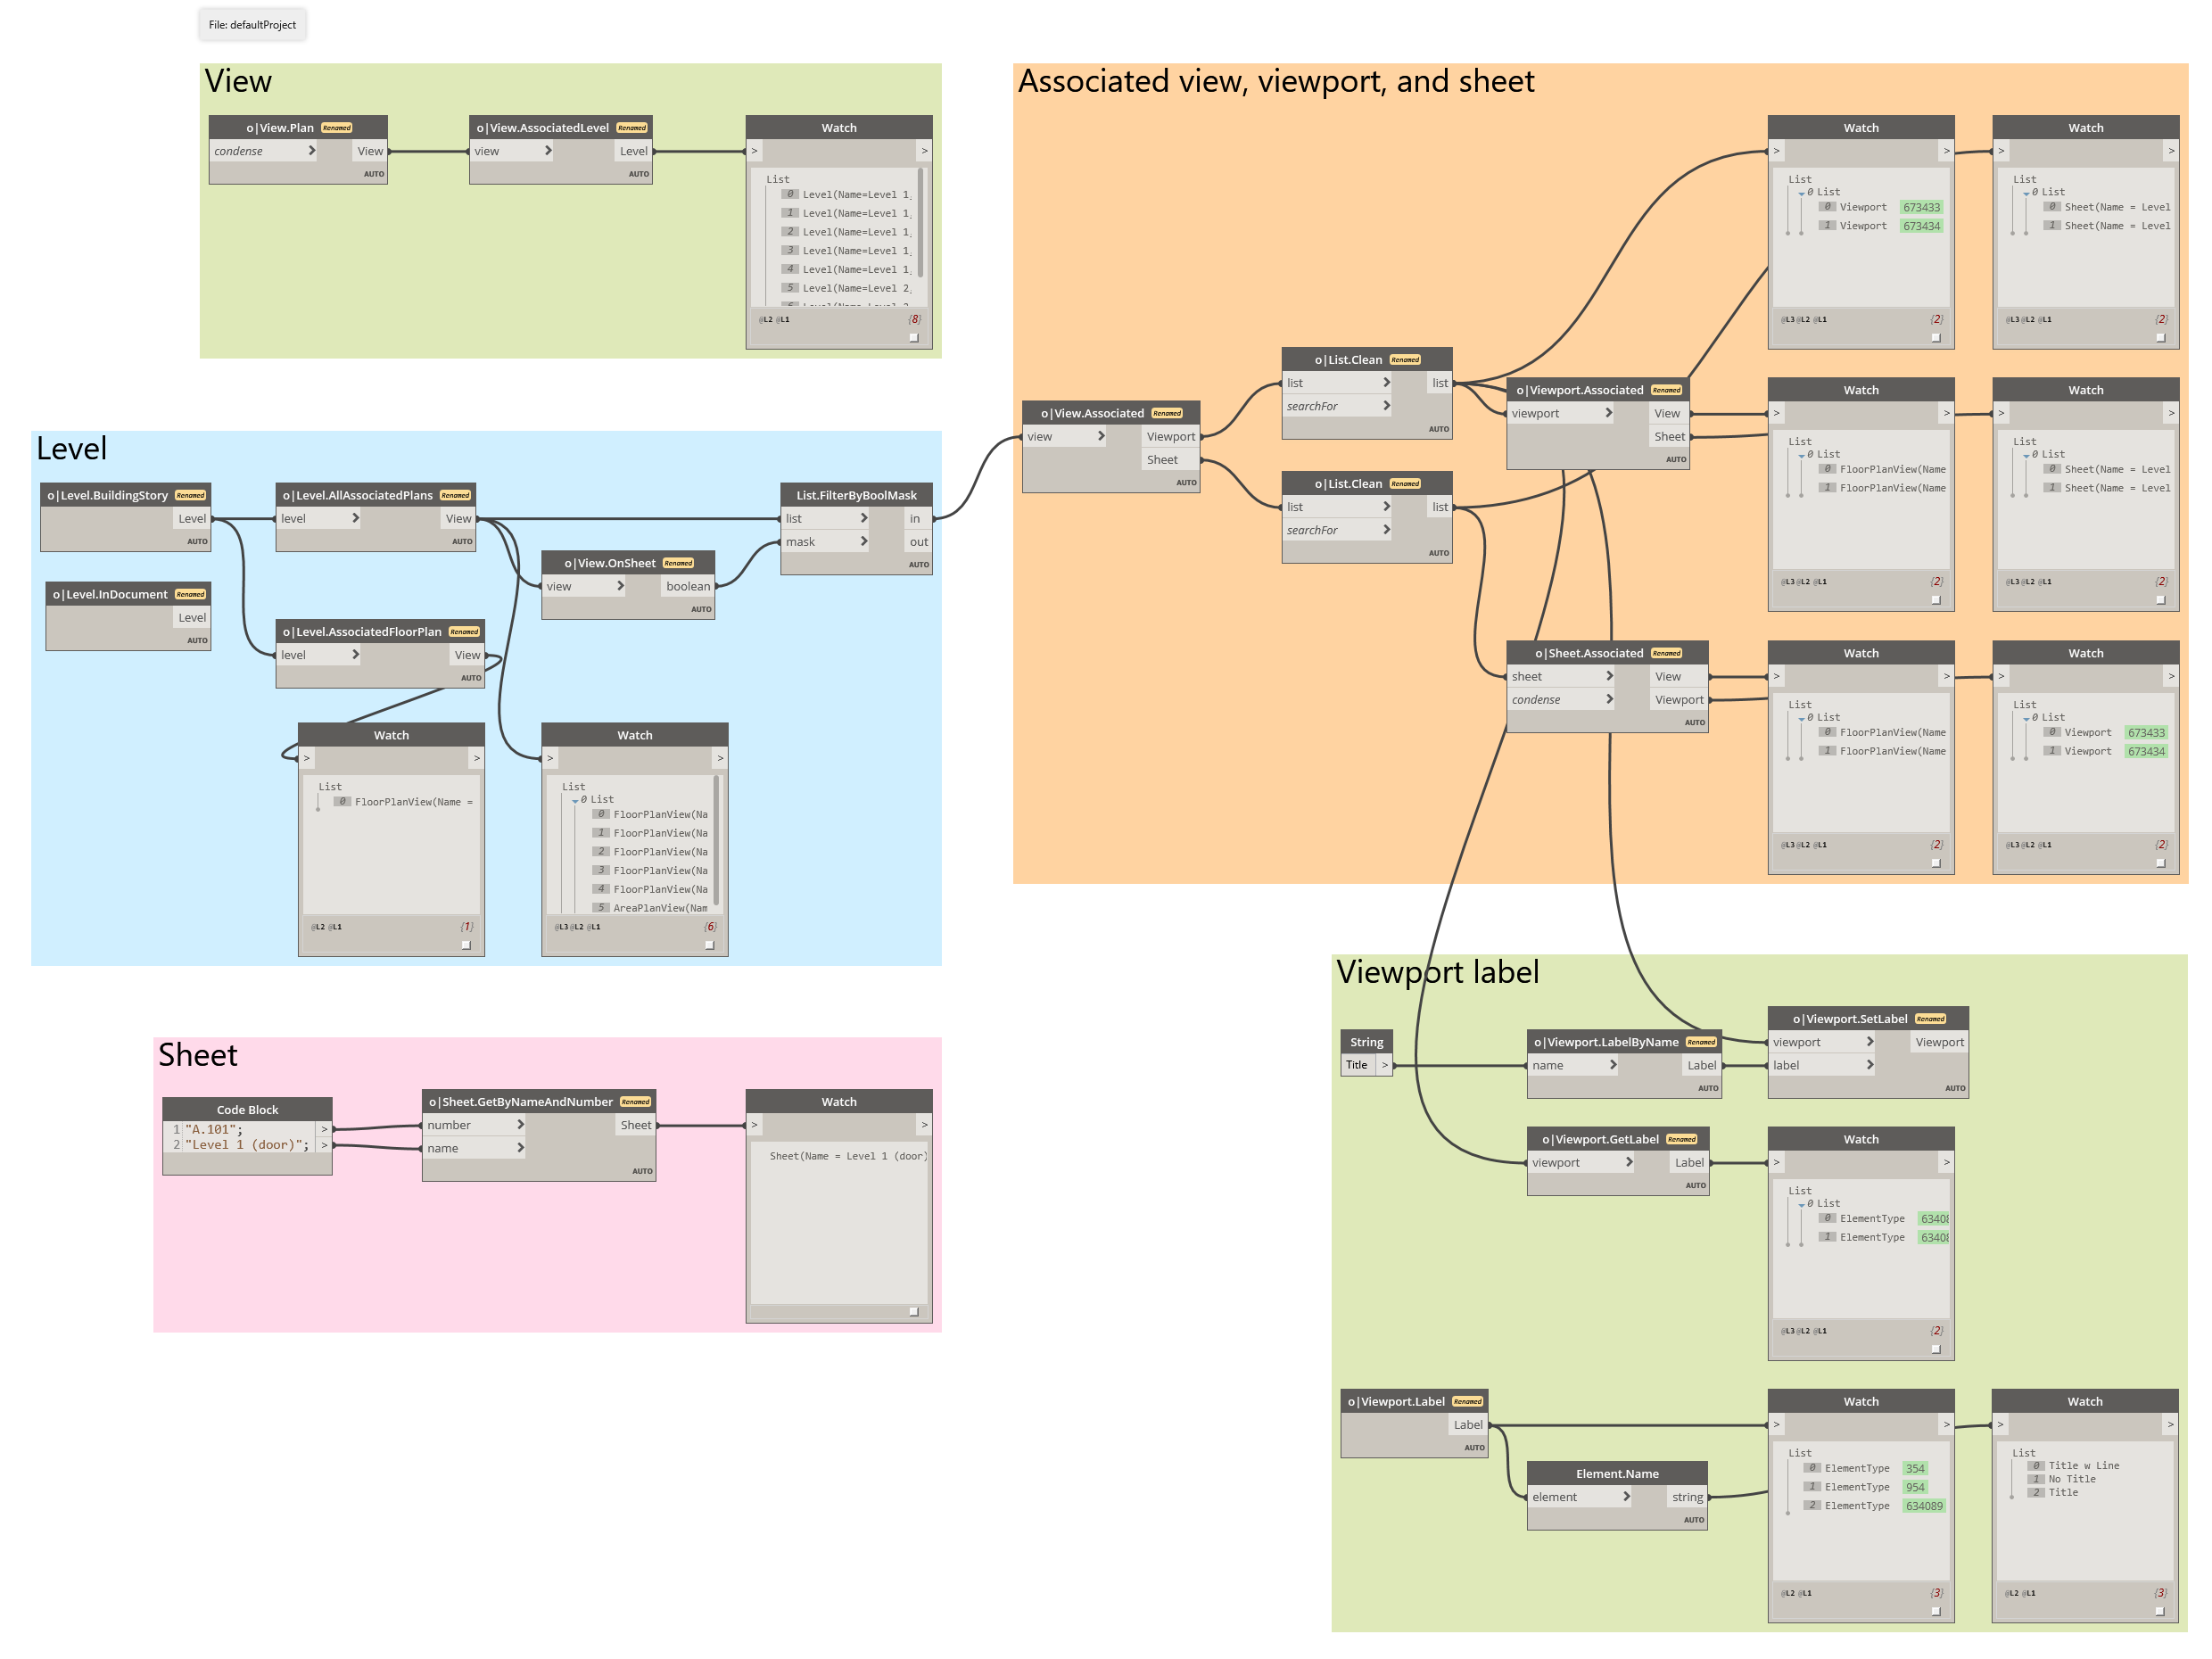 File: defaultProject
View
o|View.Plan Renamed
condense > View
AUTO
o|View.AssociatedLevel Renamed
view > Level
AUTO
Watch
> >
List
0 Level(Name=Level 1,
1 Level(Name=Level 1,
2 Level(Name=Level 1,
3 Level(Name=Level 1,
4 Level(Name=Level 1,
5 Level(Name=Level 2,
@L2 @L1 {8}
Level
o|Level.BuildingStory Renamed
Level
AUTO
o|Level.AllAssociatedPlans Renamed
level > View
AUTO
List.FilterByBoolMask
list > in
mask > out
AUTO
o|View.OnSheet Renamed
view > boolean
AUTO
o|Level.InDocument Renamed
Level
AUTO
o|Level.AssociatedFloorPlan Renamed
level > View
AUTO
Watch
> >
List
0 FloorPlanView(Name =
@L2 @L1 {1}
Watch
> >
List
0 List
0 FloorPlanView(Na
1 FloorPlanView(Na
2 FloorPlanView(Na
3 FloorPlanView(Na
4 FloorPlanView(Na
5 AreaPlanView(Nam
@L3 @L2 @L1 {6}
Sheet
Code Block
1 "A.101"; >
2 "Level 1 (door)"; >
o|Sheet.GetByNameAndNumber Renamed
number > Sheet
name >
AUTO
Watch
> >
Sheet(Name = Level 1 (door)
Associated view, viewport, and sheet
o|View.Associated Renamed
view > Viewport
Sheet
AUTO
o|List.Clean Renamed
list > list
searchFor >
AUTO
o|List.Clean Renamed
list > list
searchFor >
AUTO
o|Viewport.Associated Renamed
viewport > View
Sheet
AUTO
o|Sheet.Associated Renamed
sheet > View
condense > Viewport
AUTO
Watch
> >
List
0 List
0 Viewport 673433
1 Viewport 673434
@L3 @L2 @L1 {2}
Watch
> >
List
0 List
0 Sheet(Name = Level
1 Sheet(Name = Level
@L3 @L2 @L1 {2}
Watch
> >
List
0 List
0 FloorPlanView(Name
1 FloorPlanView(Name
@L3 @L2 @L1 {2}
Watch
> >
List
0 List
0 Sheet(Name = Level
1 Sheet(Name = Level
@L3 @L2 @L1 {2}
Watch
> >
List
0 List
0 FloorPlanView(Name
1 FloorPlanView(Name
@L3 @L2 @L1 {2}
Watch
> >
List
0 List
0 Viewport 673433
1 Viewport 673434
@L3 @L2 @L1 {2}
Viewport label
String
Title >
o|Viewport.LabelByName Renamed
name > Label
AUTO
o|Viewport.SetLabel Renamed
viewport > Viewport
label >
AUTO
o|Viewport.GetLabel Renamed
viewport > Label
AUTO
Watch
> >
List
0 List
0 ElementType 63408
1 ElementType 63408
@L3 @L2 @L1 {2}
o|Viewport.Label Renamed
Label
AUTO
Element.Name
element > string
AUTO
Watch
> >
List
0 ElementType 354
1 ElementType 954
2 ElementType 634089
@L2 @L1 {3}
Watch
> >
List
0 Title w Line
1 No Title
2 Title
@L2 @L1 {3}